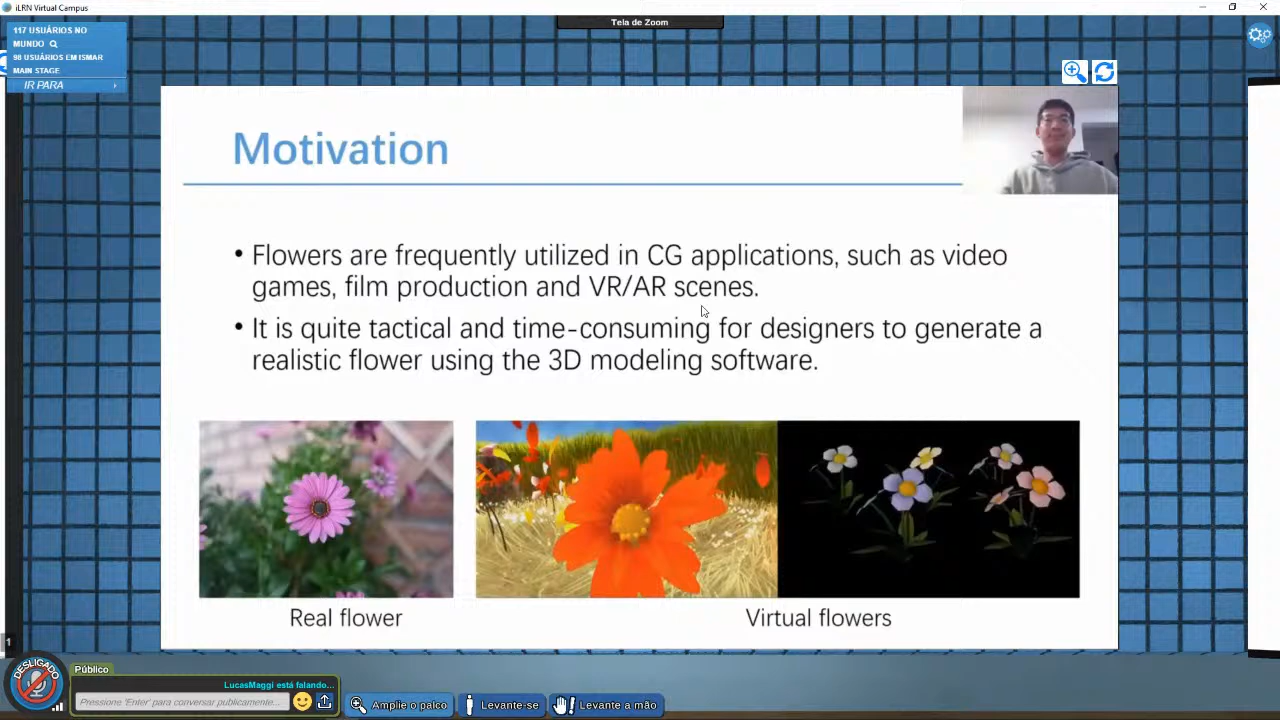 iLRN Virtual Campus
Tela de Zoom
117 USUÁRIOS NO
MUNDO
98 USUÁRIOS EM ISMAR
MAIN STAGE
IR PARA
Motivation
• Flowers are frequently utilized in CG applications, such as video
games, film production and VR/AR scenes.
• It is quite tactical and time-consuming for designers to generate a
realistic flower using the 3D modeling software.
Real flower
Virtual flowers
1
DESLIGADO
Público
LucasMaggi está falando...
Pressione 'Enter' para conversar publicamente...
Amplie o palco
Levante-se
Levante a mão